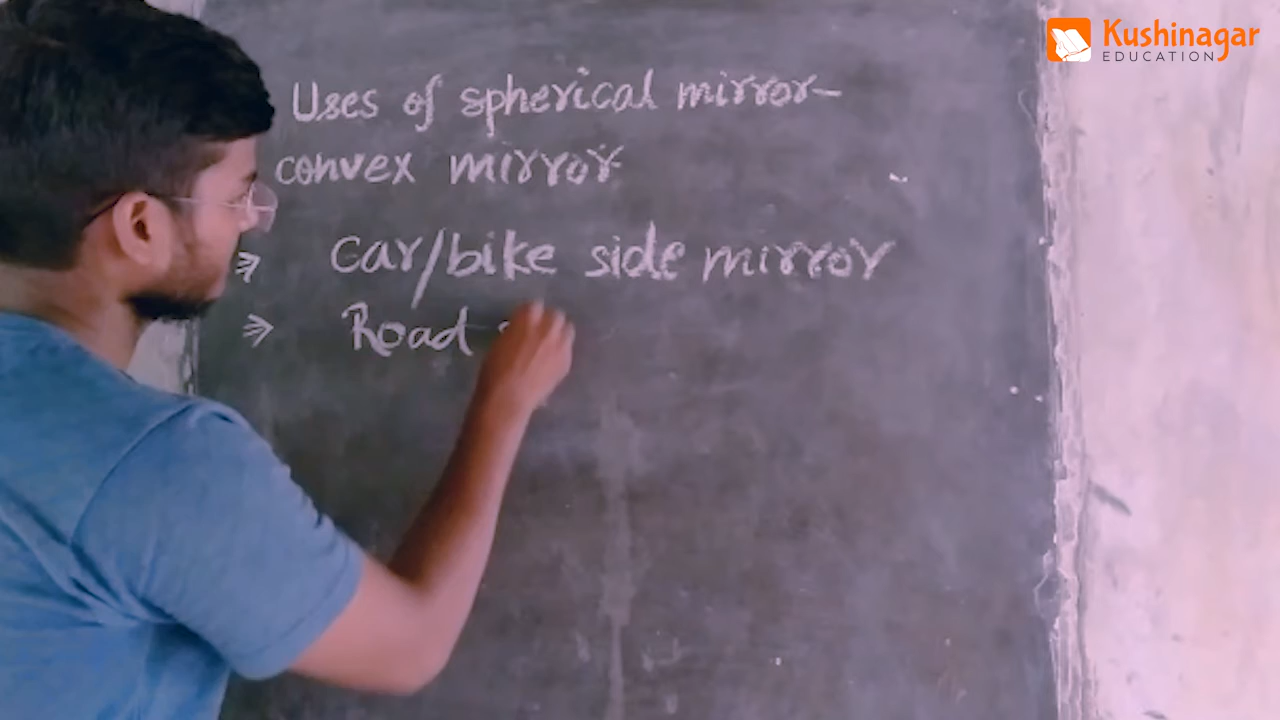 Kushinagar
EDUCATION
Uses of spherical mirror-
convex mirror
⇒ Car/bike side mirror
⇒ Road